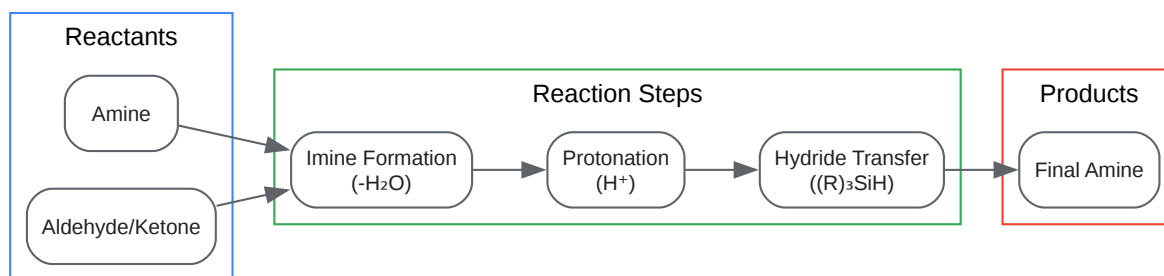 Reactants
Amine
Aldehyde/Ketone
Reaction Steps
Imine Formation
(-H₂O)
Protonation
(H⁺)
Hydride Transfer
((R)₃SiH)
Products
Final Amine